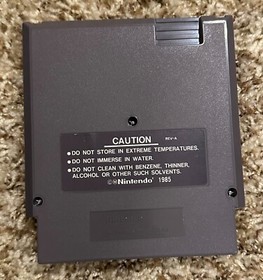 CAUTION REV-A
•DO NOT STORE IN EXTREME TEMPERATURES.
•DO NOT IMMERSE IN WATER.
•DO NOT CLEAN WITH BENZENE, THINNER,
ALCOHOL OR OTHER SUCH SOLVENTS.
©®Nintendo® 1985